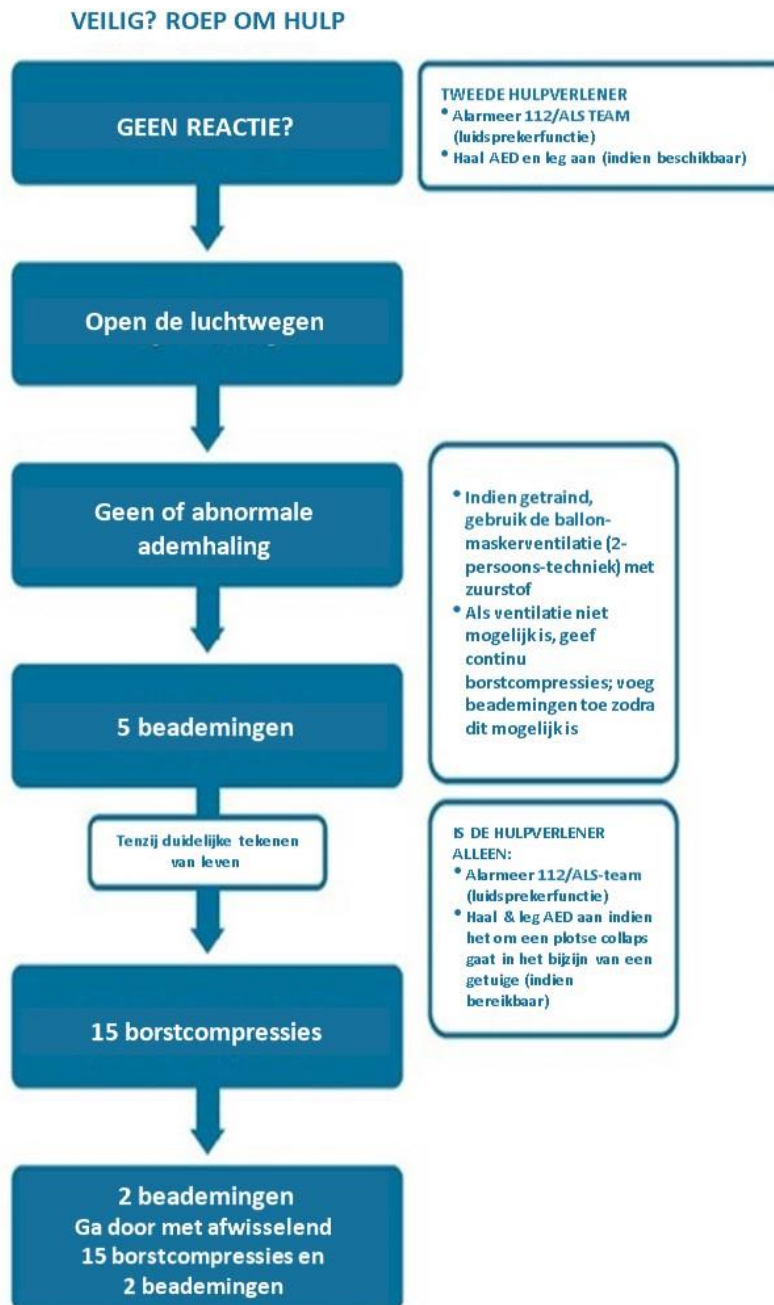 VEILIG? ROEP OM HULP
GEEN REACTIE?
TWEEDE HULPVERLENER
• Alarmeer 112/ALS TEAM
(luidsprekerfunctie)
• Haal AED en leg aan (indien beschikbaar)
Open de luchtwegen
Geen of abnormale
ademhaling
• Indien getraind,
gebruik de ballon-
maskerventilatie (2-
persoons-techniek) met
zuurstof
• Als ventilatie niet
mogelijk is, geef
continu
borstcompressies; voeg
beademingen toe zodra
dit mogelijk is
5 beademingen
Tenzij duidelijke tekenen
van leven
IS DE HULPVERLENER
ALLEEN:
• Alarmeer 112/ALS-team
(luidsprekerfunctie)
• Haal & leg AED aan indien
het om een plotse collaps
gaat in het bijzijn van een
getuige (indien
bereikbaar)
15 borstcompressies
2 beademingen
Ga door met afwisselend
15 borstcompressies en
2 beademingen